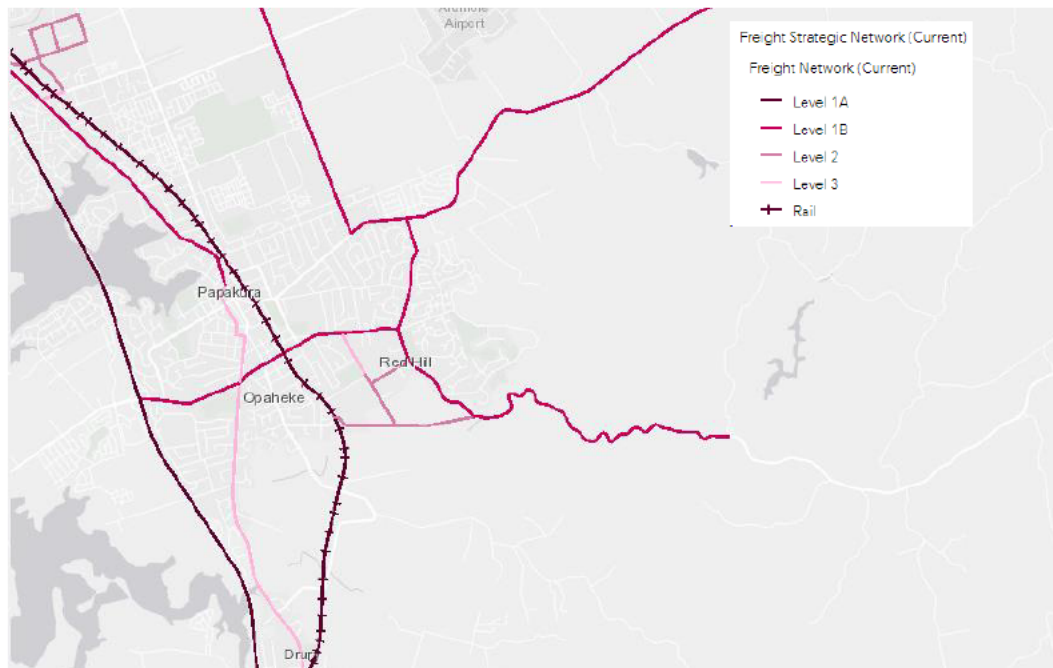 Airport
Freight Strategic Network (Current)
Freight Network (Current)
Level 1A
Level 1B
Level 2
Level 3
Rail
Papakura
Red Hill
Opaheke